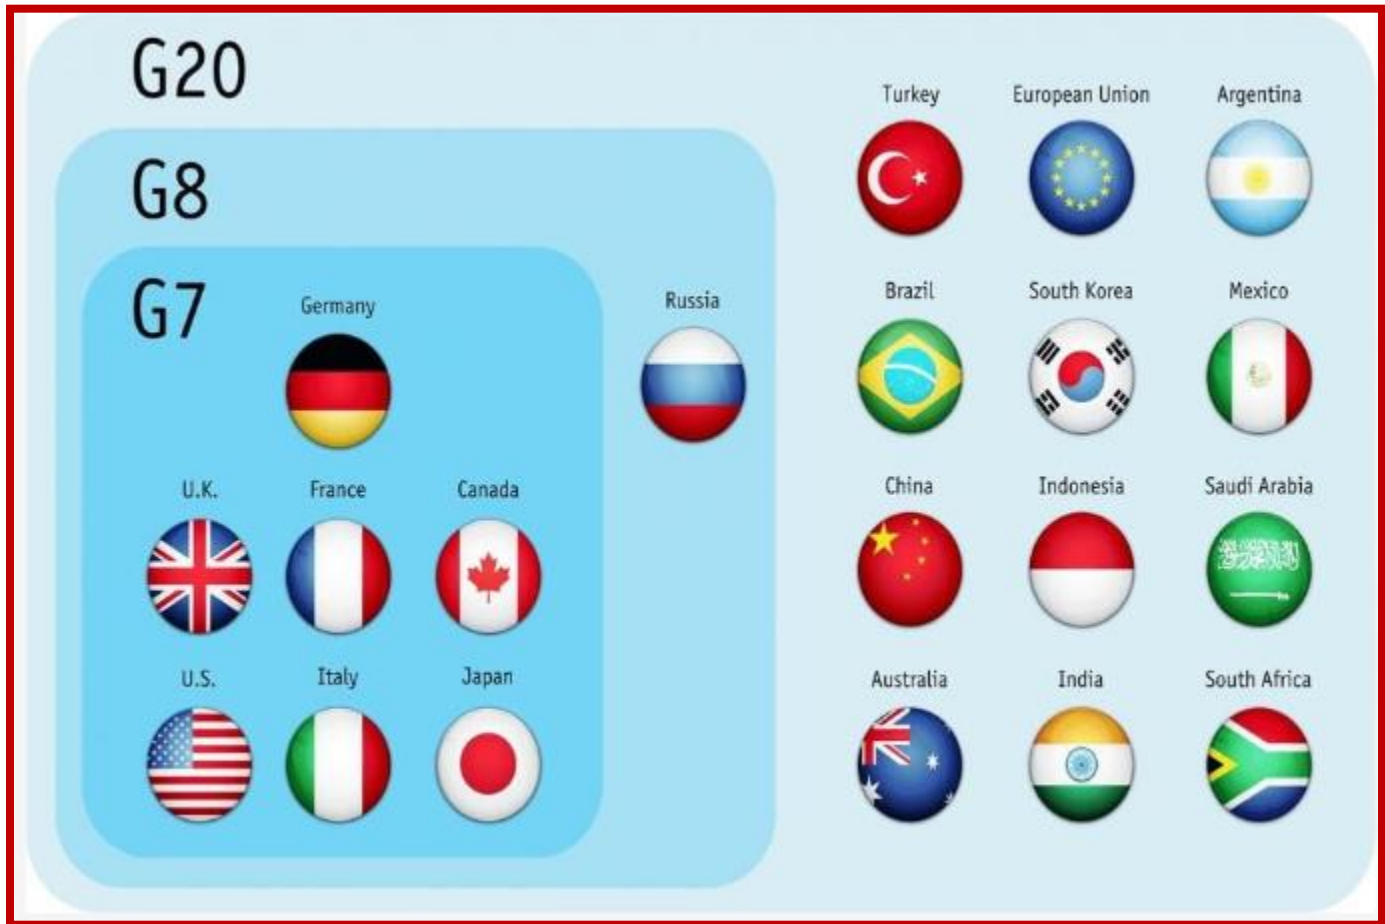 G20
G8
G7
Germany
U.K.
France
Canada
U.S.
Italy
Japan
Russia
Turkey
European Union
Argentina
Brazil
South Korea
Mexico
China
Indonesia
Saudi Arabia
Australia
India
South Africa